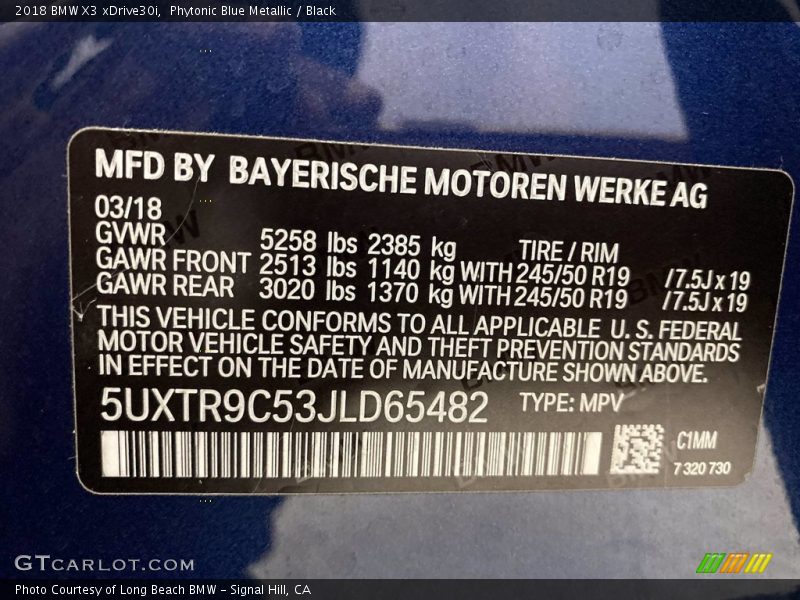 2018 BMW X3 xDrive30i,  Phytonic Blue Metallic / Black
MFD BY BAYERISCHE MOTOREN WERKE AG
03/18
GVWR 5258 lbs 2385 kg TIRE / RIM
GAWR FRONT 2513 lbs 1140 kg WITH 245/50 R19 /7.5J x 19
GAWR REAR 3020 lbs 1370 kg WITH 245/50 R19 /7.5J x 19
THIS VEHICLE CONFORMS TO ALL APPLICABLE U. S. FEDERAL
MOTOR VEHICLE SAFETY AND THEFT PREVENTION STANDARDS
IN EFFECT ON THE DATE OF MANUFACTURE SHOWN ABOVE.
5UXTR9C53JLD65482 TYPE: MPV
C1MM
7 320 730
GTCARLOT.COM
Photo Courtesy of Long Beach BMW - Signal Hill, CA